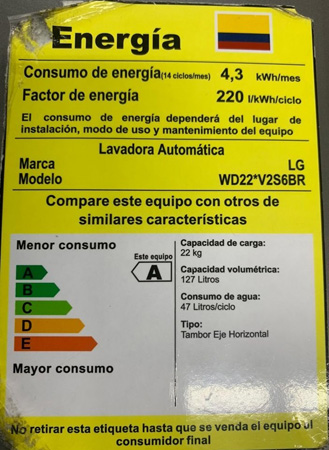 Energía
Consumo de energía(14 ciclos/mes) 4,3 kWh/mes
Factor de energía 220 l/kWh/ciclo
El consumo de energía dependerá del lugar de
instalación, modo de uso y mantenimiento del equipo
Lavadora Automática
Marca LG
Modelo WD22*V2S6BR
Compare este equipo con otros de
similares características
Menor consumo
Este equipo
A
A
B
C
D
E
Mayor consumo
Capacidad de carga:
22 kg
Capacidad volumétrica:
127 Litros
Consumo de agua:
47 Litros/ciclo
Tipo:
Tambor Eje Horizontal
No retirar esta etiqueta hasta que se venda el equipo al
consumidor final